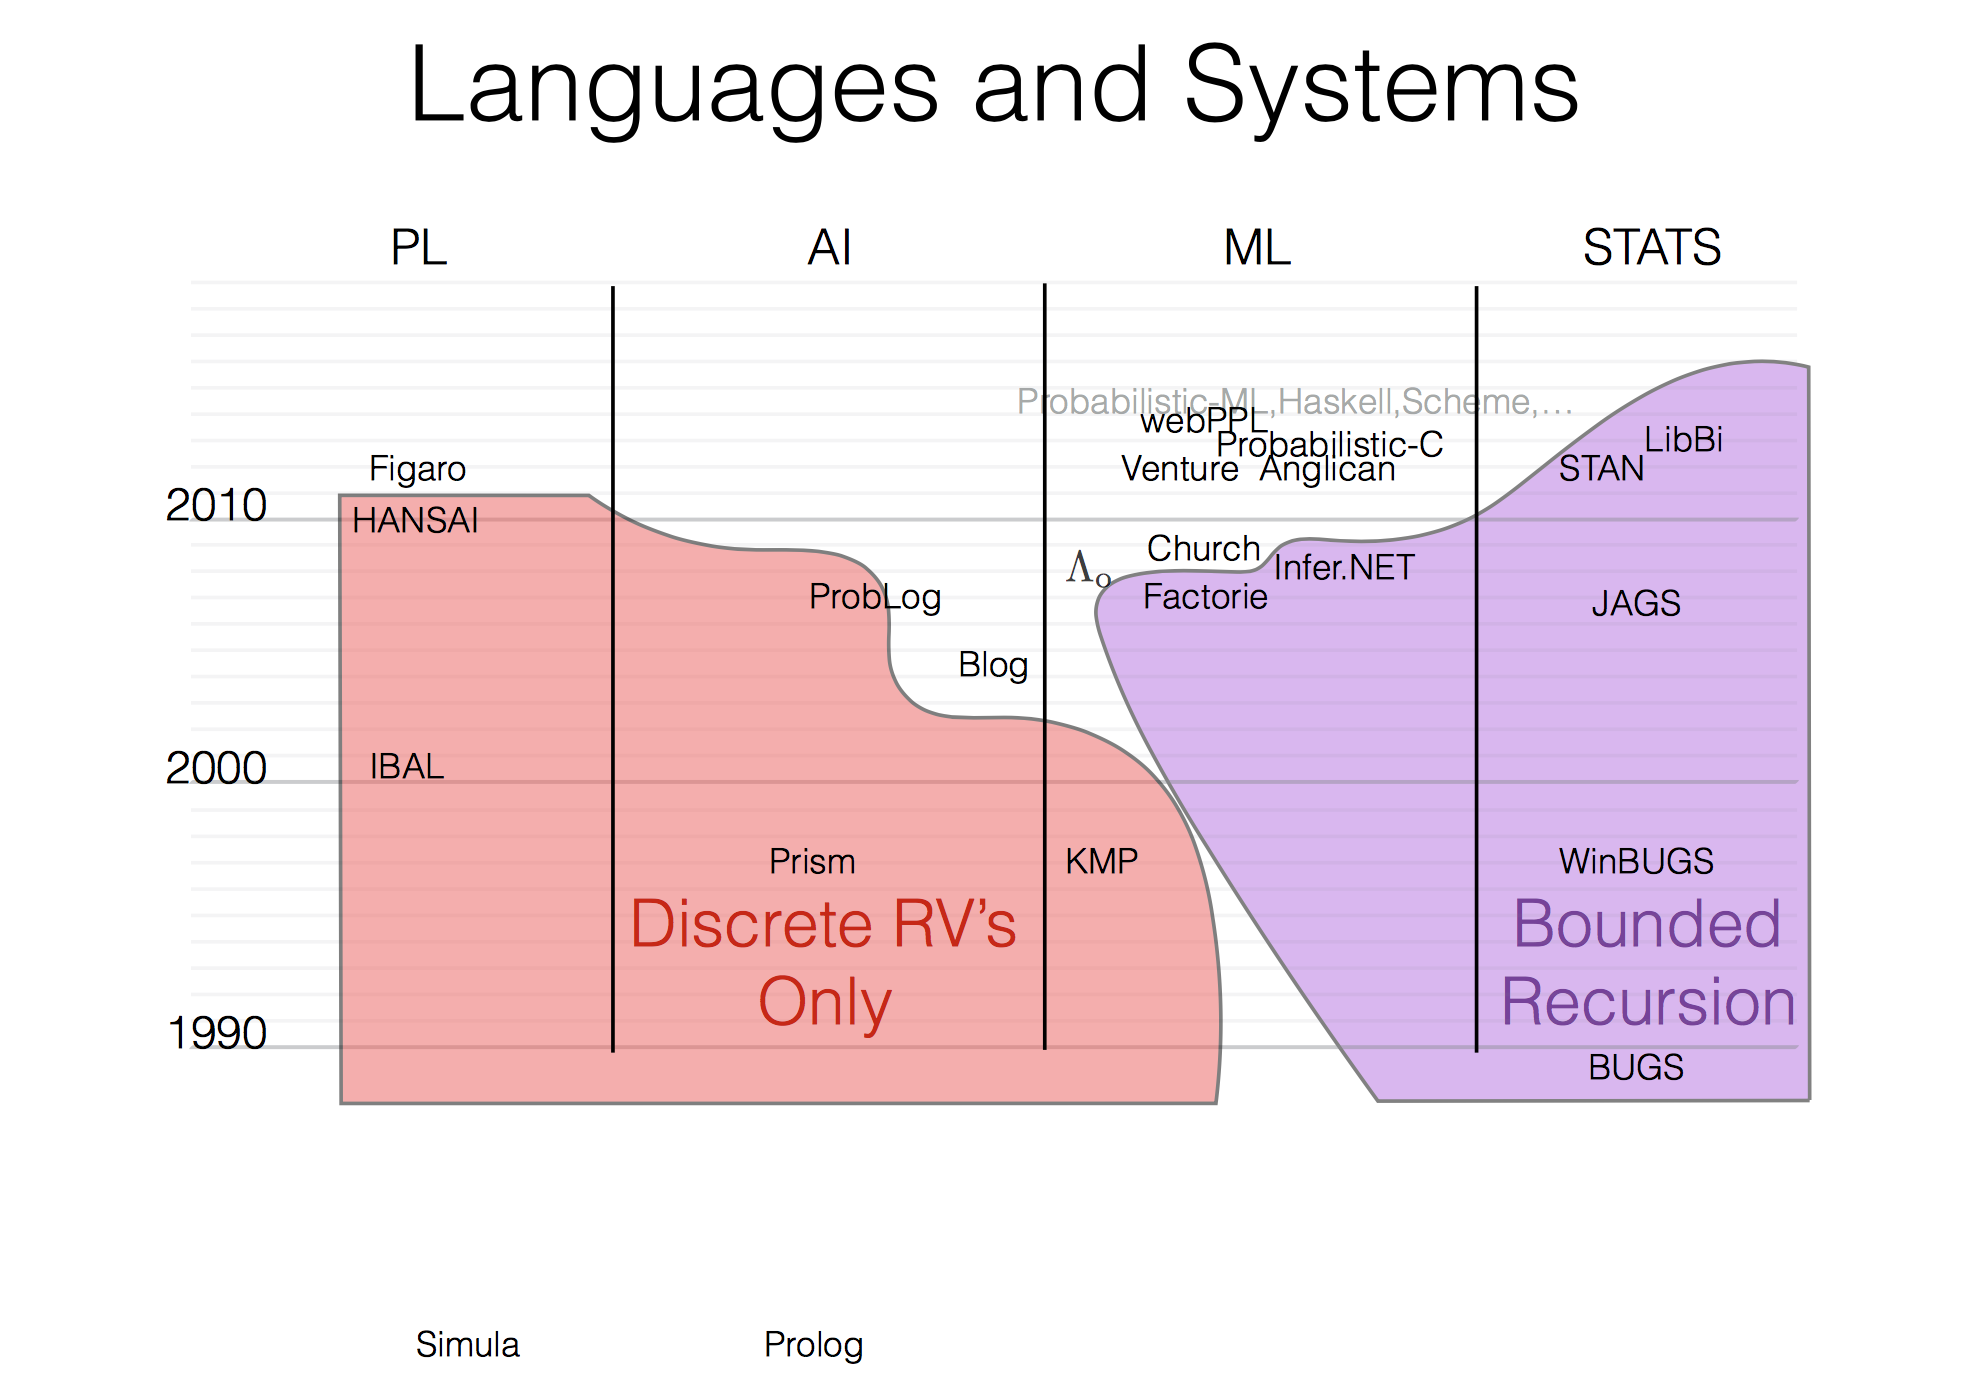 Languages and Systems
PL AI ML STATS
Probabilistic-ML,Haskell,Scheme,…
webPPL
Probabilistic-C LibBi
Figaro Venture Anglican STAN
2010
HANSAI
Church
Λo Infer.NET
ProbLog Factorie JAGS
Blog
2000 IBAL
Prism KMP WinBUGS
Discrete RV’s Bounded
Only Recursion
1990
BUGS
Simula Prolog